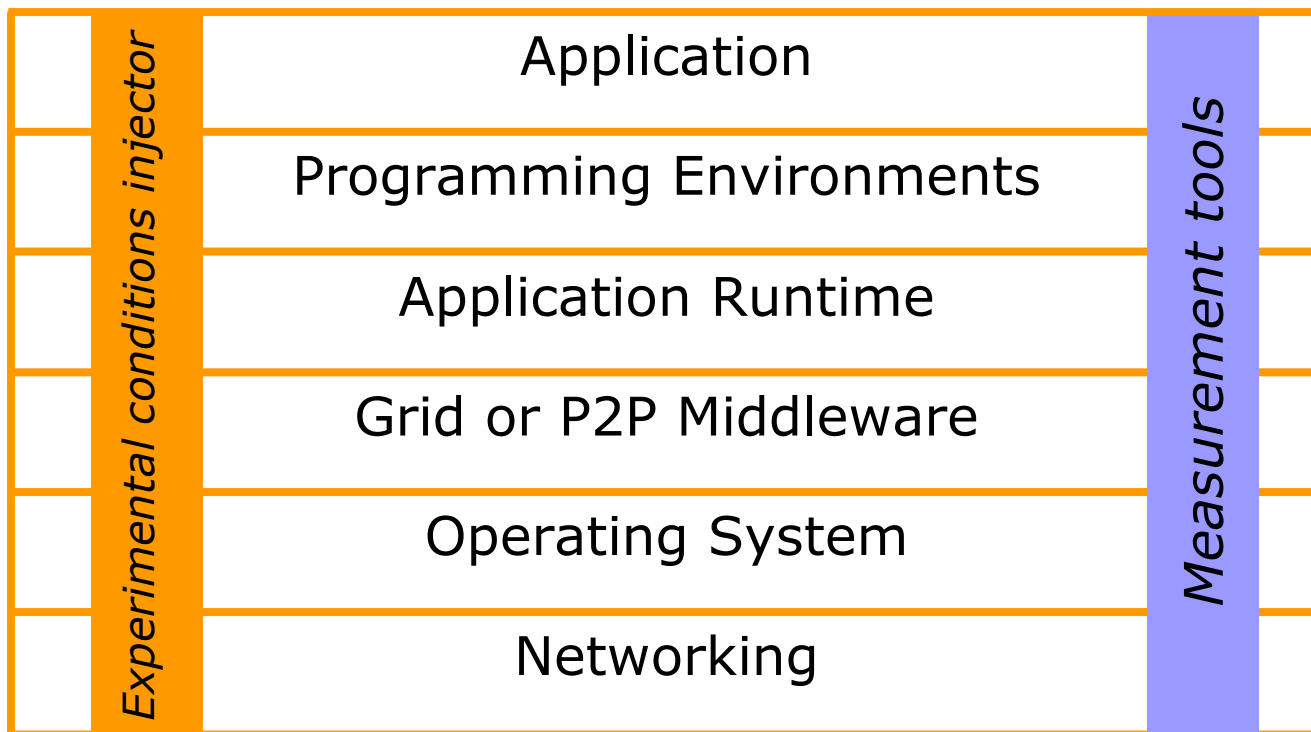 Experimental conditions injector
Application
Programming Environments
Application Runtime
Grid or P2P Middleware
Operating System
Networking
Measurement tools